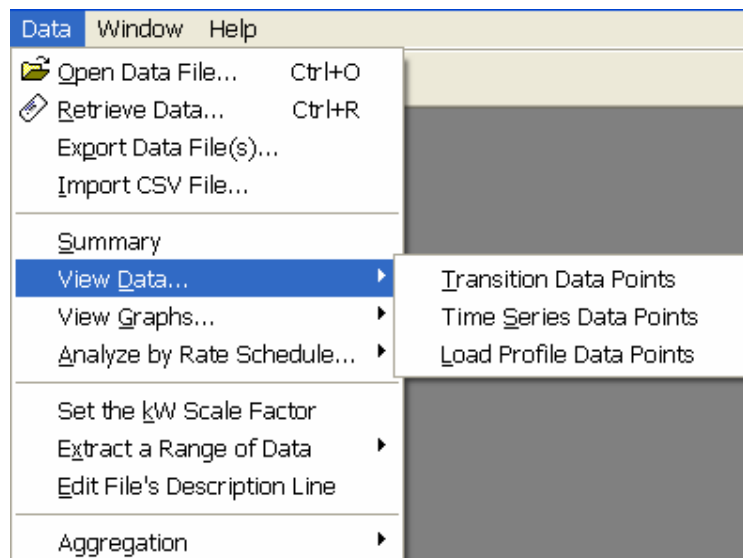 Data Window Help
Open Data File... Ctrl+O
Retrieve Data... Ctrl+R
Export Data File(s)...
Import CSV File...
Summary
View Data...
Transition Data Points
View Graphs...
Time Series Data Points
Analyze by Rate Schedule...
Load Profile Data Points
Set the kW Scale Factor
Extract a Range of Data
Edit File's Description Line
Aggregation